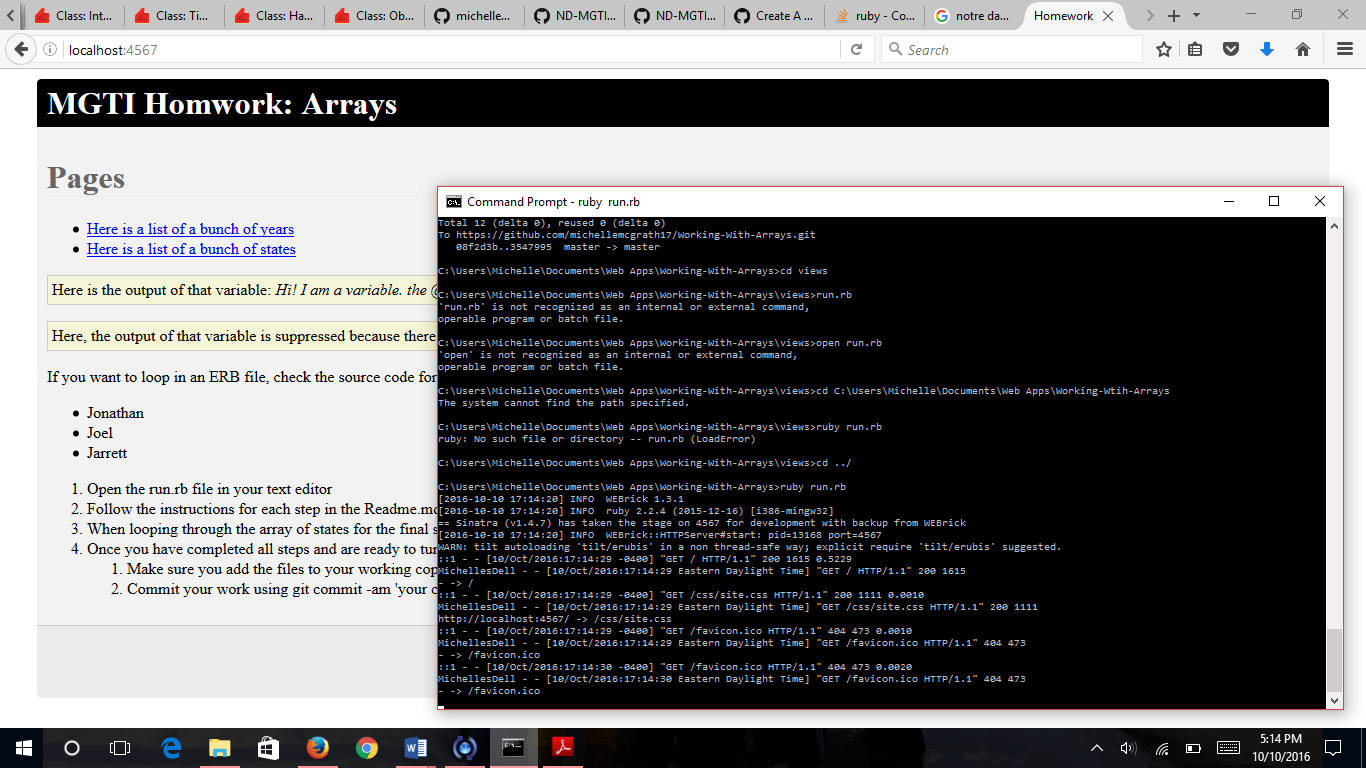 Class: Int...
Class: Ti...
Class: Ha...
Class: Ob...
michelle...
ND-MGTI...
ND-MGTI...
Create A ...
ruby - Co...
notre da...
Homework
localhost:4567
Search
MGTI Homwork: Arrays
Pages
Here is a list of a bunch of years
Here is a list of a bunch of states
Here is the output of that variable: Hi! I am a variable. the @
Here, the output of that variable is suppressed because there
If you want to loop in an ERB file, check the source code for
Jonathan
Joel
Jarrett
1. Open the run.rb file in your text editor
2. Follow the instructions for each step in the Readme.md
3. When looping through the array of states for the final s
4. Once you have completed all steps and are ready to tur
1. Make sure you add the files to your working cop
2. Commit your work using git commit -am 'your c
Command Prompt - ruby run.rb
Total 12 (delta 0), reused 0 (delta 0)
To https://github.com/michellemcgrath17/Working-With-Arrays.git
08f2d3b..3547995 master -> master
C:\Users\Michelle\Documents\Web Apps\Working-With-Arrays>cd views
C:\Users\Michelle\Documents\Web Apps\Working-With-Arrays\views>run.rb
'run.rb' is not recognized as an internal or external command,
operable program or batch file.
C:\Users\Michelle\Documents\Web Apps\Working-With-Arrays\views>open run.rb
'open' is not recognized as an internal or external command,
operable program or batch file.
C:\Users\Michelle\Documents\Web Apps\Working-With-Arrays\views>cd C:\Users\Michelle\Documents\Web Apps\Working-Wtih-Arrays
The system cannot find the path specified.
C:\Users\Michelle\Documents\Web Apps\Working-With-Arrays\views>ruby run.rb
ruby: No such file or directory -- run.rb (LoadError)
C:\Users\Michelle\Documents\Web Apps\Working-With-Arrays\views>cd ../
C:\Users\Michelle\Documents\Web Apps\Working-With-Arrays>ruby run.rb
[2016-10-10 17:14:20] INFO WEBrick 1.3.1
[2016-10-10 17:14:20] INFO ruby 2.2.4 (2015-12-16) [i386-mingw32]
== Sinatra (v1.4.7) has taken the stage on 4567 for development with backup from WEBrick
[2016-10-10 17:14:20] INFO WEBrick::HTTPServer#start: pid=13168 port=4567
WARN: tilt autoloading 'tilt/erubis' in a non thread-safe way; explicit require 'tilt/erubis' suggested.
::1 - - [10/Oct/2016:17:14:29 -0400] "GET / HTTP/1.1" 200 1615 0.5229
MichellesDell - - [10/Oct/2016:17:14:29 Eastern Daylight Time] "GET / HTTP/1.1" 200 1615
- -> /
::1 - - [10/Oct/2016:17:14:29 -0400] "GET /css/site.css HTTP/1.1" 200 1111 0.0010
MichellesDell - - [10/Oct/2016:17:14:29 Eastern Daylight Time] "GET /css/site.css HTTP/1.1" 200 1111
http://localhost:4567/ -> /css/site.css
::1 - - [10/Oct/2016:17:14:29 -0400] "GET /favicon.ico HTTP/1.1" 404 473 0.0010
MichellesDell - - [10/Oct/2016:17:14:29 Eastern Daylight Time] "GET /favicon.ico HTTP/1.1" 404 473
- -> /favicon.ico
::1 - - [10/Oct/2016:17:14:30 -0400] "GET /favicon.ico HTTP/1.1" 404 473 0.0020
MichellesDell - - [10/Oct/2016:17:14:30 Eastern Daylight Time] "GET /favicon.ico HTTP/1.1" 404 473
- -> /favicon.ico
5:14 PM
10/10/2016